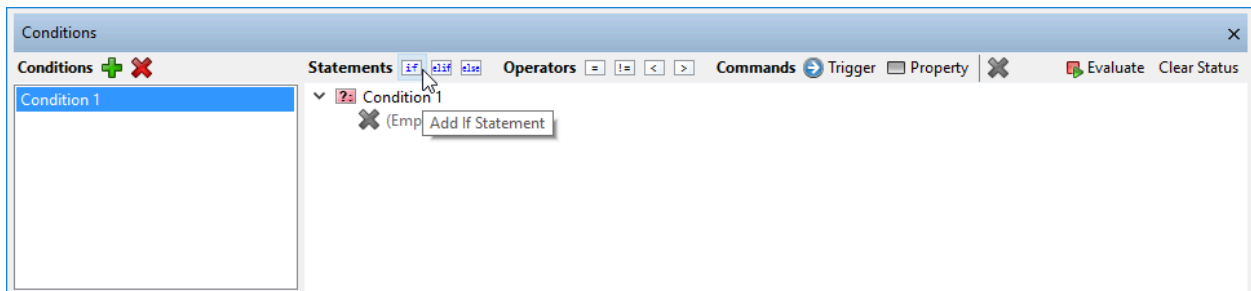 Conditions
Conditions Statements if elif else Operators = != < > Commands Trigger Property Evaluate Clear Status
Condition 1
?: Condition 1
(Emp
Add If Statement